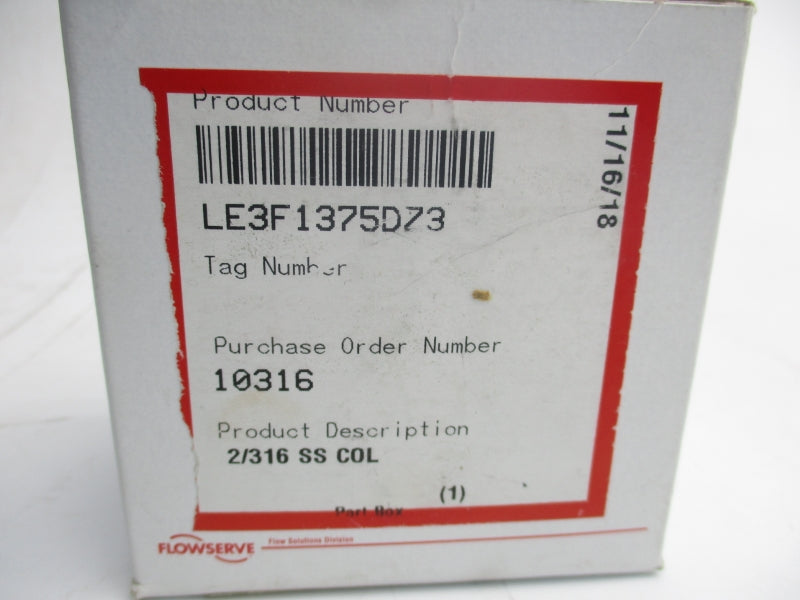 Product Number
11/16/18
LE3F1375DZ3
Tag Number
Purchase Order Number
10316
Product Description
2/316 SS COL
(1)
Part Box
FLOWSERVE
Flow Solutions Division